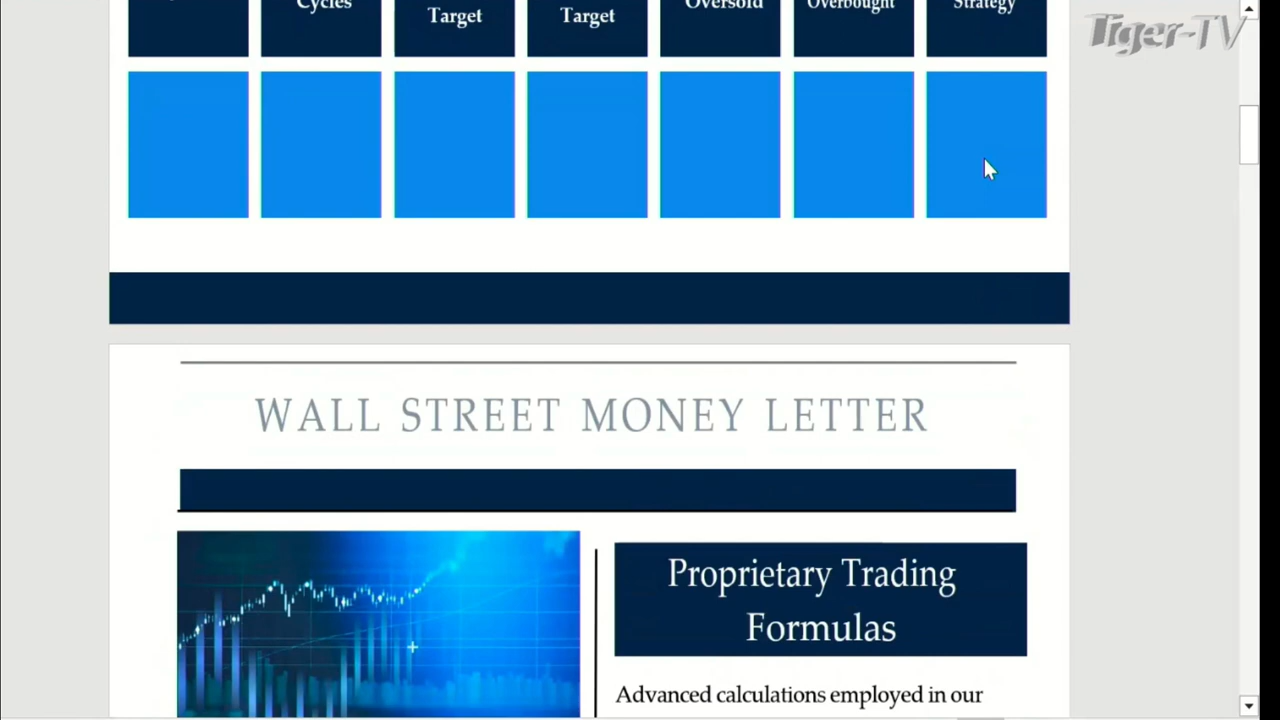 Cycles
Target
Target
Oversold
Overbought
Strategy
Tiger-TV
WALL STREET MONEY LETTER
Proprietary Trading
Formulas
Advanced calculations employed in our